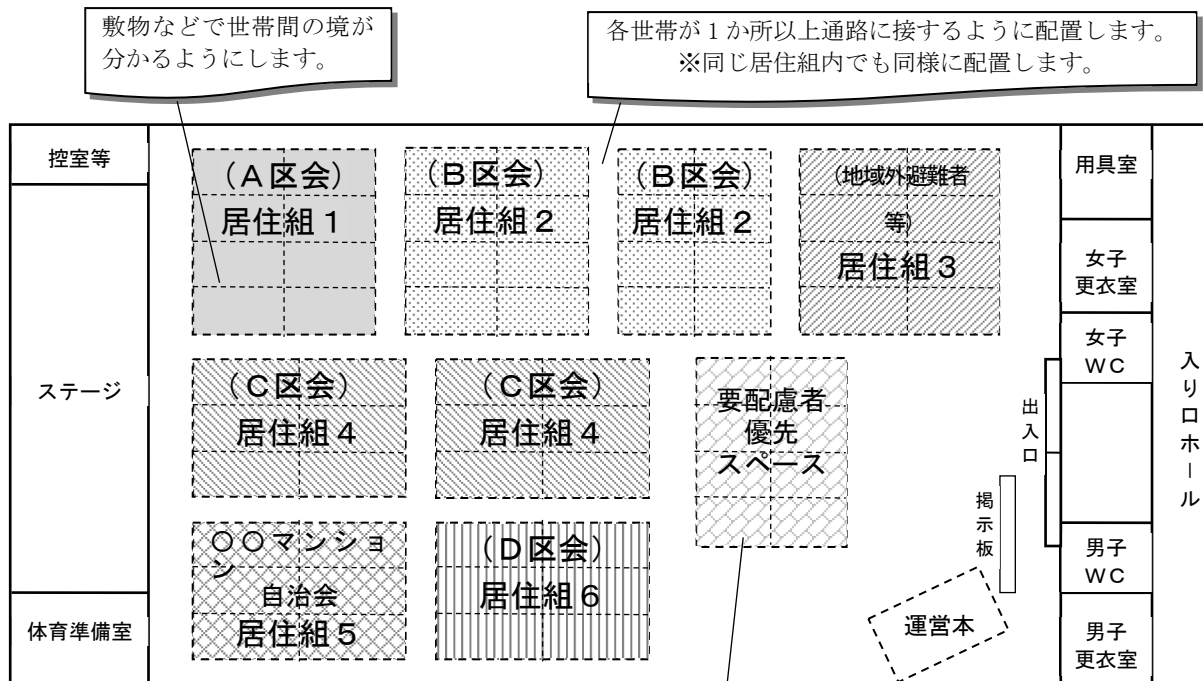 敷物などで世帯間の境が
分かるようにします。
各世帯が1か所以上通路に接するように配置します。
※同じ居住組内でも同様に配置します。
控室等
ステージ
体育準備室
(A区会)
居住組1
(B区会)
居住組2
(B区会)
居住組2
(地域外避難者
等)
居住組3
(C区会)
居住組4
(C区会)
居住組4
要配慮者
優先
スペース
〇〇マンショ
ン
自治会
居住組5
(D区会)
居住組6
運営本
掲示板
出入口
用具室
女子
更衣室
女子
WC
男子
WC
男子
更衣室
入り口ホール